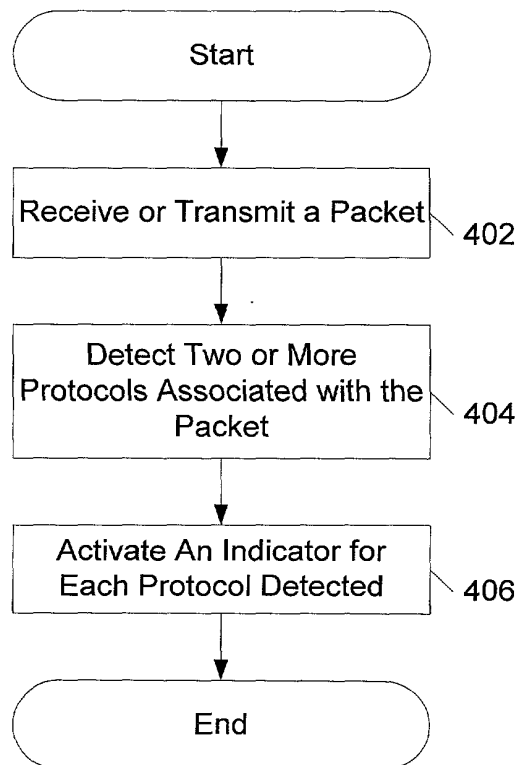 Start
Receive or Transmit a Packet
402
Detect Two or More
Protocols Associated with the
Packet
404
Activate An Indicator for
Each Protocol Detected
406
End